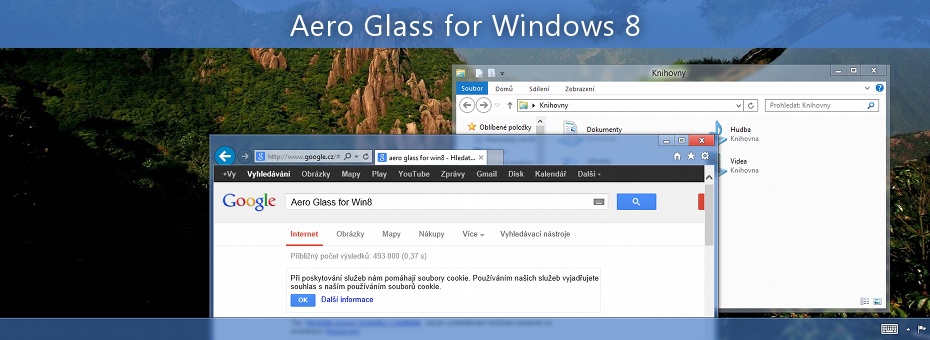 Aero Glass for Windows 8
Knihovny
Soubor Domů Sdílení Zobrazení
Knihovny
Prohledat: Knihovny
Oblíbené položky
Dokumenty
Hudba
Knihovna
Videa
Knihovna
http://www.google.cz/#
aero glass for win8 - Hledat...
+Vy Vyhledávání Obrázky Mapy Play YouTube Zprávy Gmail Disk Kalendář Další
Google
Aero Glass for Win8
Internet Obrázky Mapy Nákupy Více Vyhledávací nástroje
Přibližný počet výsledků: 493 000 (0,37 s)
Při poskytování služeb nám pomáhají soubory cookie. Používáním našich služeb vyjadřujete
souhlas s naším používáním souborů cookie.
OK Další informace